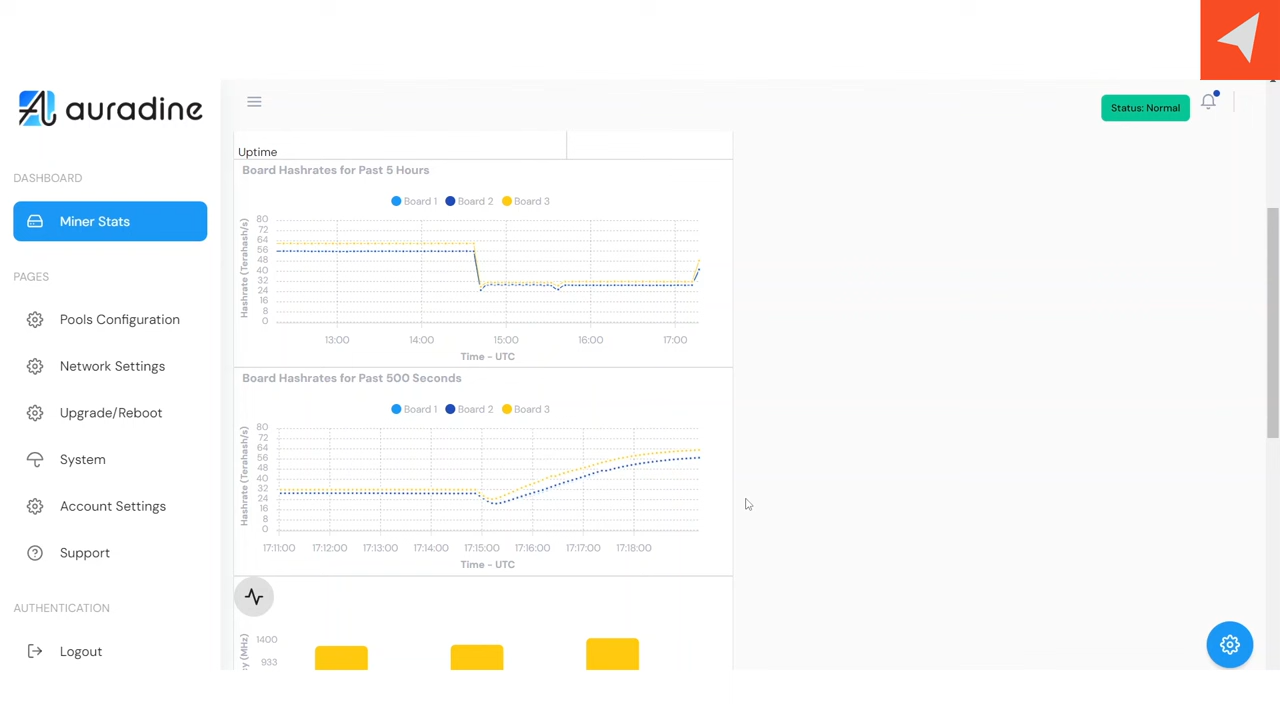 auradine
Status: Normal
DASHBOARD
Miner Stats
PAGES
Pools Configuration
Network Settings
Upgrade/Reboot
System
Account Settings
Support
AUTHENTICATION
Logout
Uptime
Board Hashrates for Past 5 Hours
Board 1 Board 2 Board 3
Hashrate (Terahash/s)
80
72
64
56
48
40
32
24
16
8
0
13:00 14:00 15:00 16:00 17:00
Time - UTC
Board Hashrates for Past 500 Seconds
Board 1 Board 2 Board 3
Hashrate (Terahash/s)
80
72
64
56
48
40
32
24
16
8
0
17:11:00 17:12:00 17:13:00 17:14:00 17:15:00 17:16:00 17:17:00 17:18:00
Time - UTC
(MHz)
1400
933